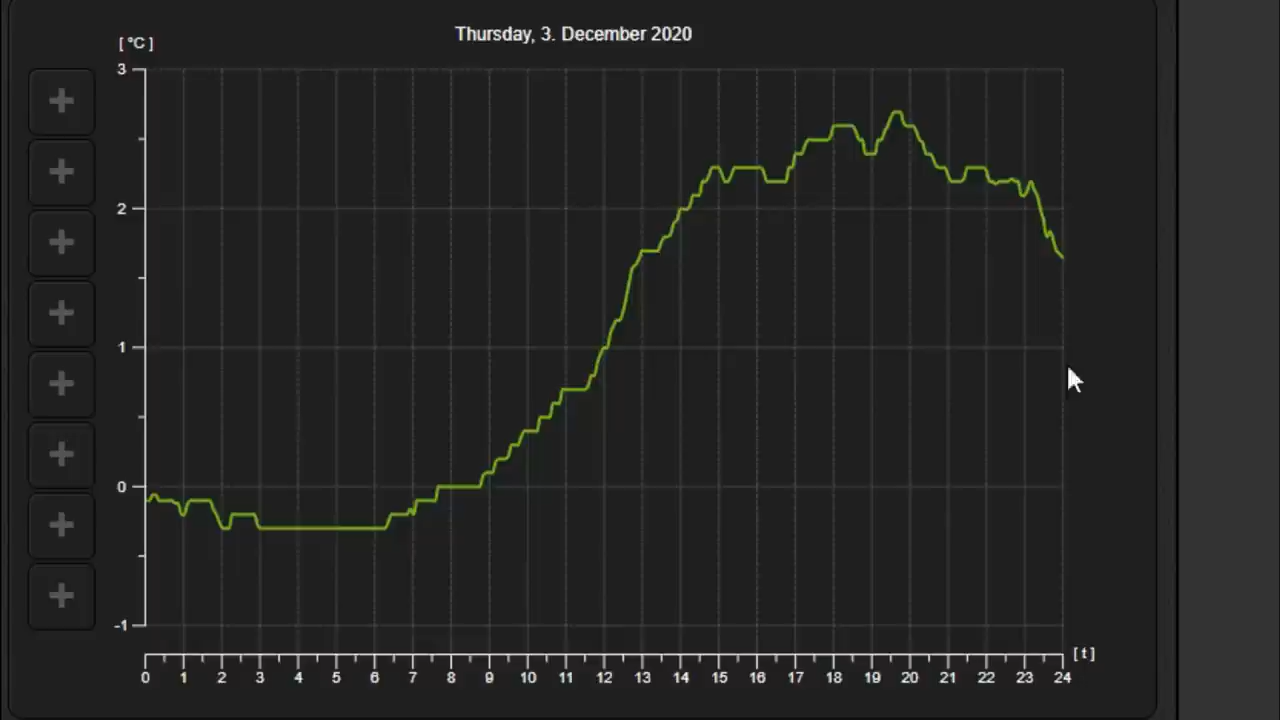 Thursday, 3. December 2020
[ °C ]
3
2
1
0
-1
[ t ]
0 1 2 3 4 5 6 7 8 9 10 11 12 13 14 15 16 17 18 19 20 21 22 23 24